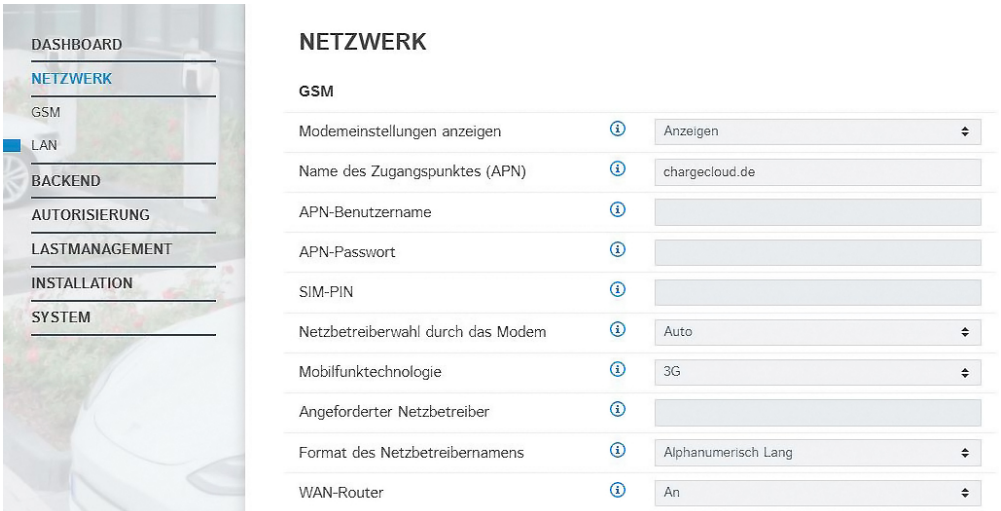 DASHBOARD
NETZWERK
GSM
LAN
BACKEND
AUTORISIERUNG
LASTMANAGEMENT
INSTALLATION
SYSTEM
NETZWERK
GSM
Modemeinstellungen anzeigen Anzeigen
Name des Zugangspunktes (APN) chargecloud.de
APN-Benutzername
APN-Passwort
SIM-PIN
Netzbetreiberwahl durch das Modem Auto
Mobilfunktechnologie 3G
Angeforderter Netzbetreiber
Format des Netzbetreibernamens Alphanumerisch Lang
WAN-Router An